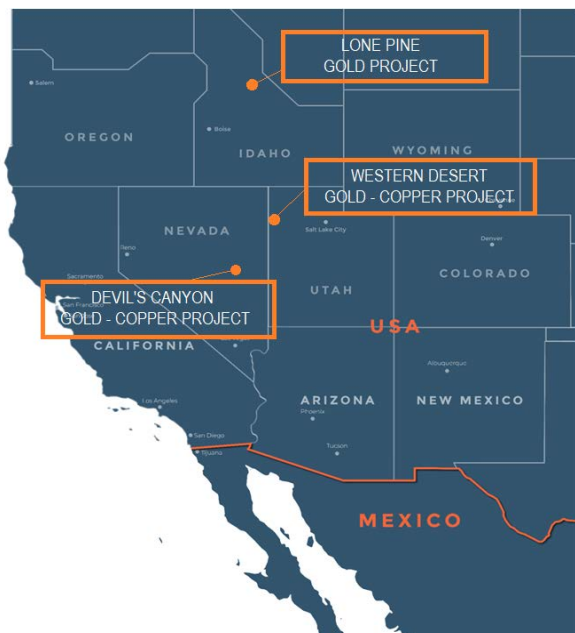 LONE PINE
GOLD PROJECT
Salem
OREGON
Boise
IDAHO
WYOMING
WESTERN DESERT
GOLD - COPPER PROJECT
NEVADA
Salt Lake City
Reno
Denver
COLORADO
UTAH
Sacramento
DEVIL'S CANYON
GOLD - COPPER PROJECT
San Francisco
USA
CALIFORNIA
Albuquerque
ARIZONA
NEW MEXICO
Los Angeles
Phoenix
San Diego
Tijuana
Tucson
MEXICO